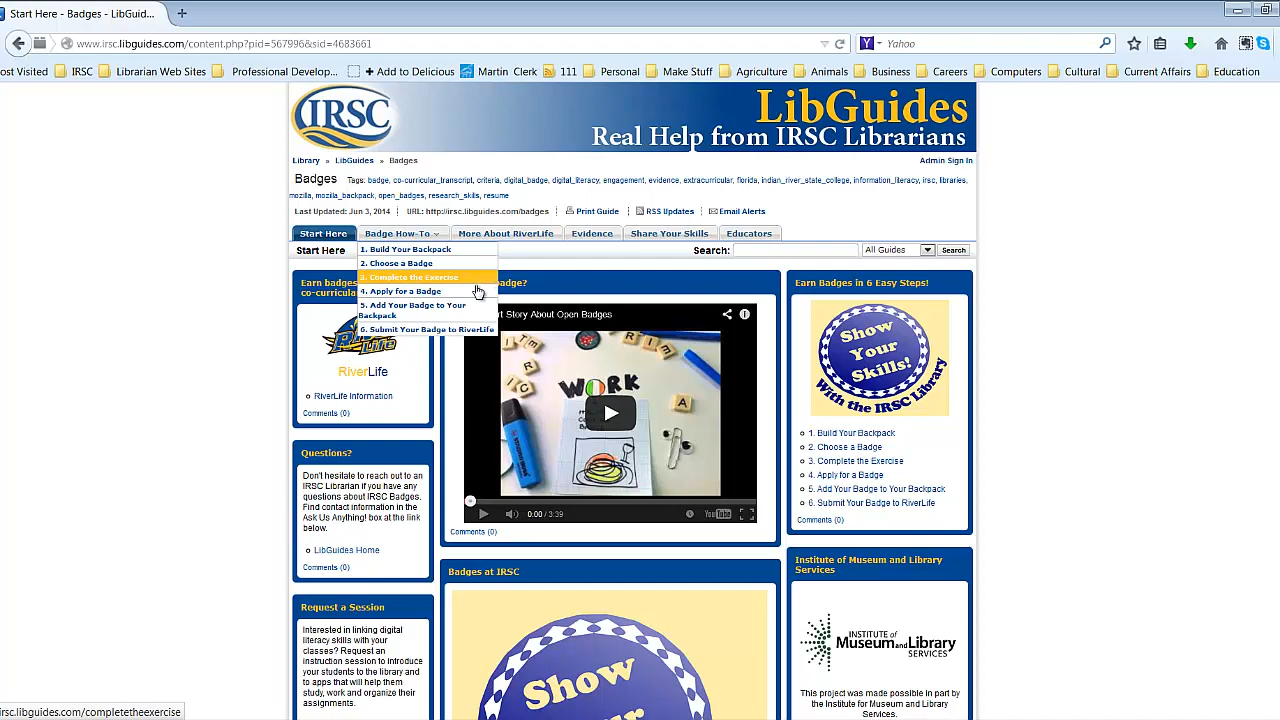 Start Here - Badges - LibGuid...
www.irsc.libguides.com/content.php?pid=567996&sid=4683661
Yahoo
ost Visited IRSC Librarian Web Sites Professional Develop... Add to Delicious Martin Clerk 111 Personal Make Stuff Agriculture Animals Business Careers Computers Cultural Current Affairs Education
IRSC
LibGuides
Real Help from IRSC Librarians
Library » LibGuides » Badges
Admin Sign In
Badges Tags: badge, co-curricular_transcript, criteria, digital_badge, digital_literacy, engagement, evidence, extracurricular, florida, indian_river_state_college, information_literacy, irsc, libraries,
mozilla, mozilla_backpack, open_badges, research_skills, resume
Last Updated: Jun 3, 2014 URL: http://irsc.libguides.com/badges Print Guide RSS Updates Email Alerts
Start Here Badge How-To More About RiverLife Evidence Share Your Skills Educators
Start Here
Search: All Guides Search
1. Build Your Backpack
2. Choose a Badge
3. Complete the Exercise
4. Apply for a Badge
5. Add Your Badge to Your
Backpack
6. Submit Your Badge to RiverLife
Earn badges
co-curricula
RiverLife
RiverLife Information
Comments (0)
Questions?
Don't hesitate to reach out to an
IRSC Librarian if you have any
questions about IRSC Badges.
Find contact information in the
Ask Us Anything! box at the link
below.
LibGuides Home
Comments (0)
Request a Session
Interested in linking digital
literacy skills with your
classes? Request an
instruction session to introduce
your students to the library and
to apps that will help them
study, work and organize their
assignments.
adge?
rt Story About Open Badges
WORK
A
0:00 / 3:39
YouTube
Comments (0)
Badges at IRSC
Show
Earn Badges in 6 Easy Steps!
Show
Your
Skills!
With the IRSC Library
1. Build Your Backpack
2. Choose a Badge
3. Complete the Exercise
4. Apply for a Badge
5. Add Your Badge to Your Backpack
6. Submit Your Badge to RiverLife
Comments (0)
Institute of Museum and Library
Services
INSTITUTE of
Museum and Library
SERVICES
This project was made possible in part by
the Institute for Museum and Library
Services.
irsc.libguides.com/completetheexercise